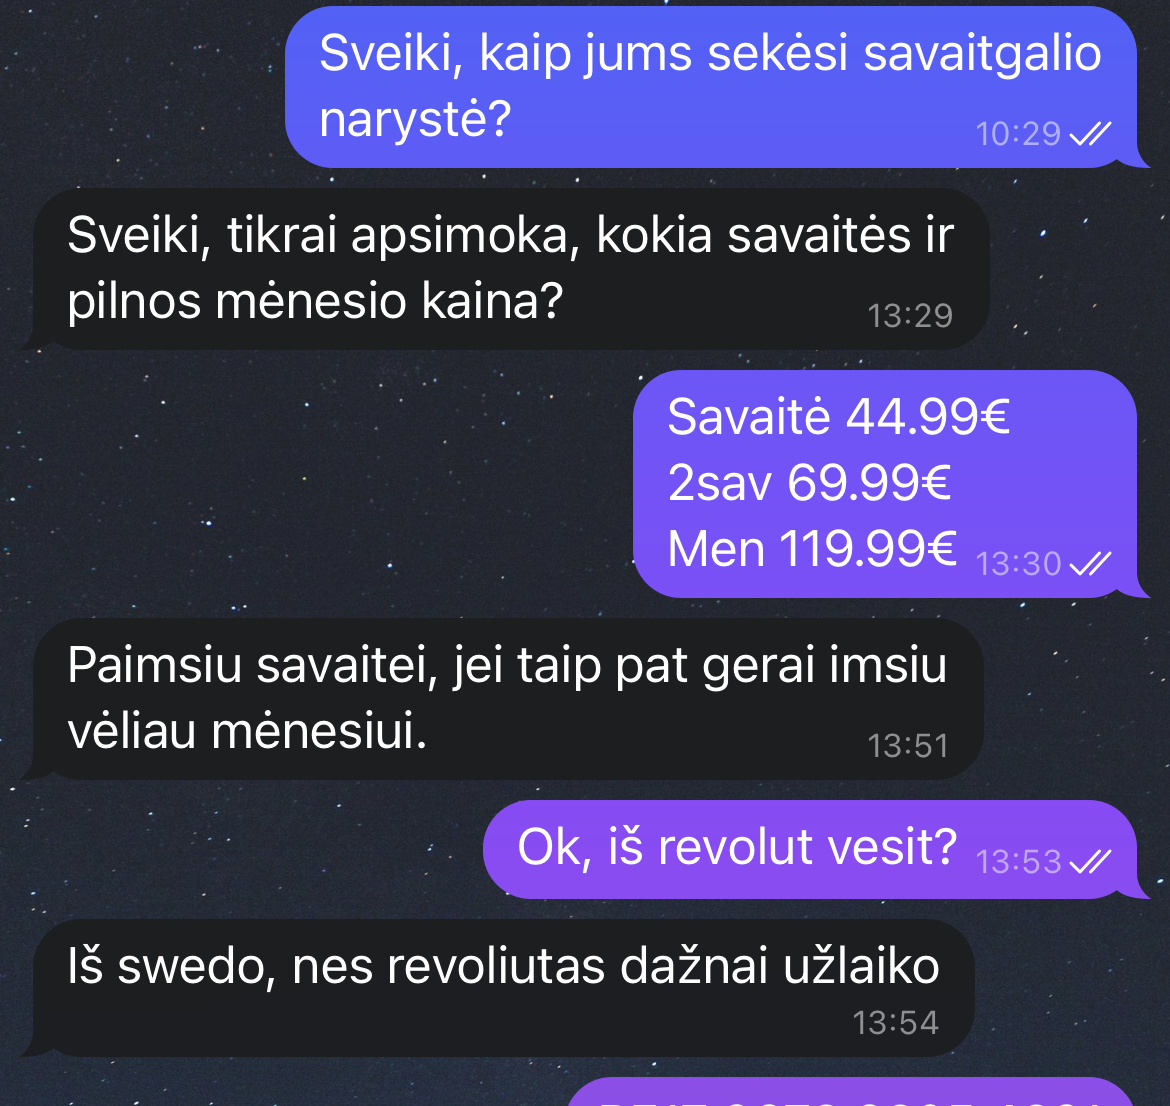 Sveiki, kaip jums sekėsi savaitgalio
narystė?
10:29
Sveiki, tikrai apsimoka, kokia savaitės ir
pilnos mėnesio kaina?
13:29
Savaitė 44.99€
2sav 69.99€
Men 119.99€
13:30
Paimsiu savaitei, jei taip pat gerai imsiu
vėliau mėnesiui.
13:51
Ok, iš revolut vesit?
13:53
Iš swedo, nes revoliutas dažnai užlaiko
13:54